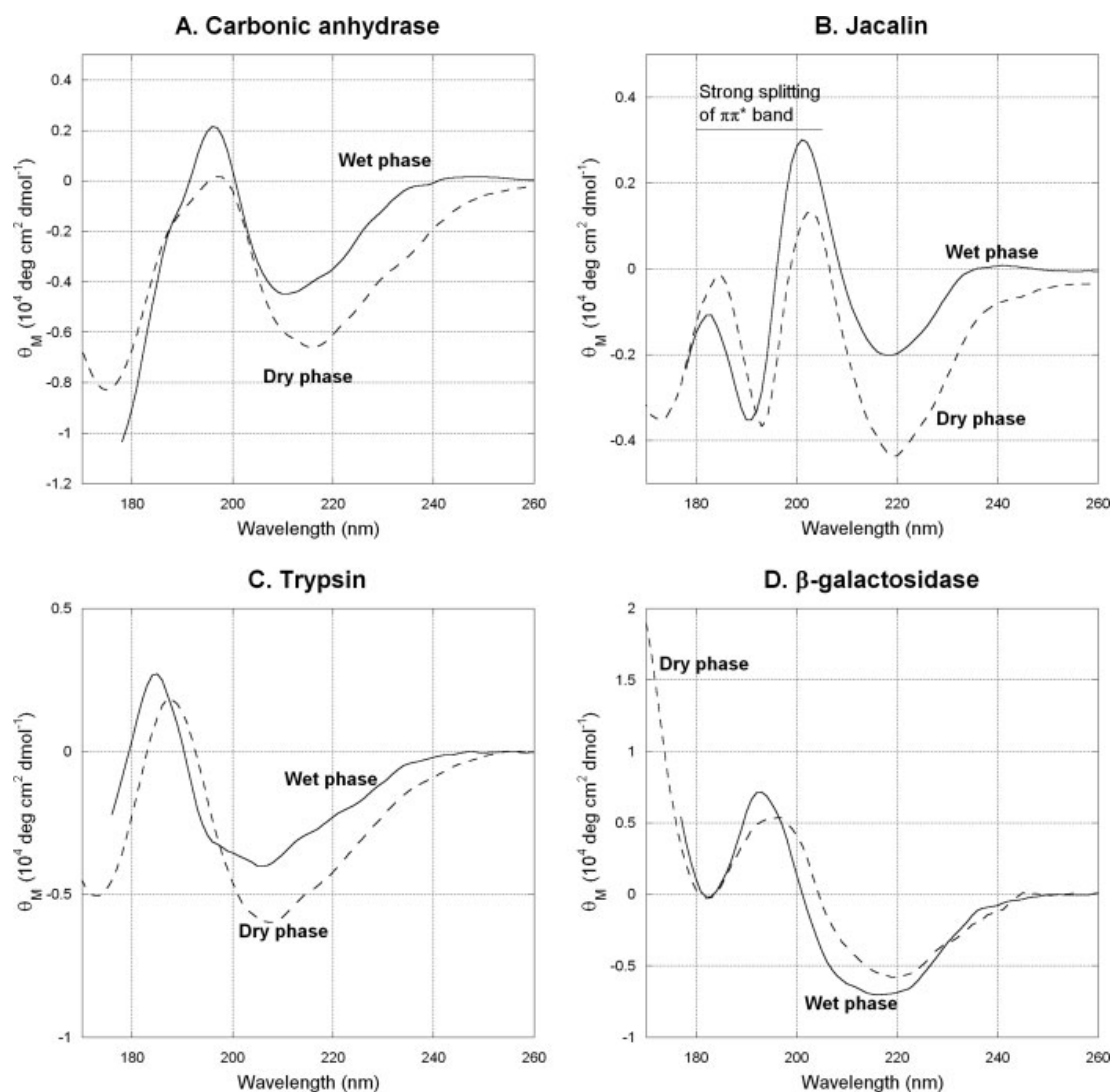 A. Carbonic anhydrase
0.4
0.2
0
-0.2
-0.4
-0.6
-0.8
-1
-1.2
θM (10⁴ deg cm² dmol⁻¹)
Wet phase
Dry phase
180 200 220 240 260
Wavelength (nm)
B. Jacalin
0.4
0.2
0
-0.2
-0.4
θM (10⁴ deg cm² dmol⁻¹)
Strong splitting
of ππ* band
Wet phase
Dry phase
180 200 220 240 260
Wavelength (nm)
C. Trypsin
0.5
0
-0.5
-1
θM (10⁴ deg cm² dmol⁻¹)
Wet phase
Dry phase
180 200 220 240 260
Wavelength (nm)
D. β-galactosidase
2
1.5
1
0.5
0
-0.5
-1
θM (10⁴ deg cm² dmol⁻¹)
Dry phase
Wet phase
180 200 220 240 260
Wavelength (nm)